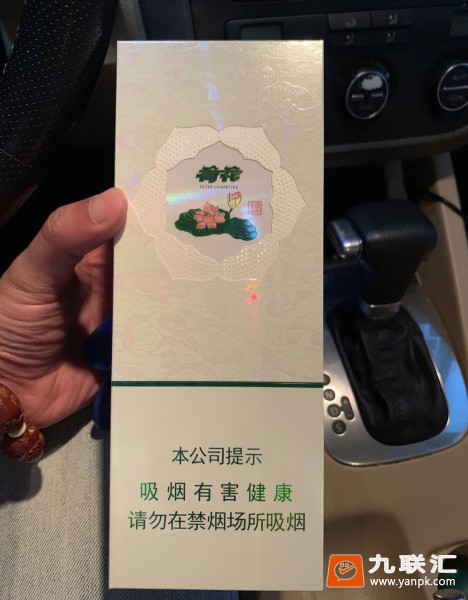 荷花
FILTER CIGARETTES
本公司提示
吸烟有害健康
请勿在禁烟场所吸烟
九联汇
www.yanpk.com